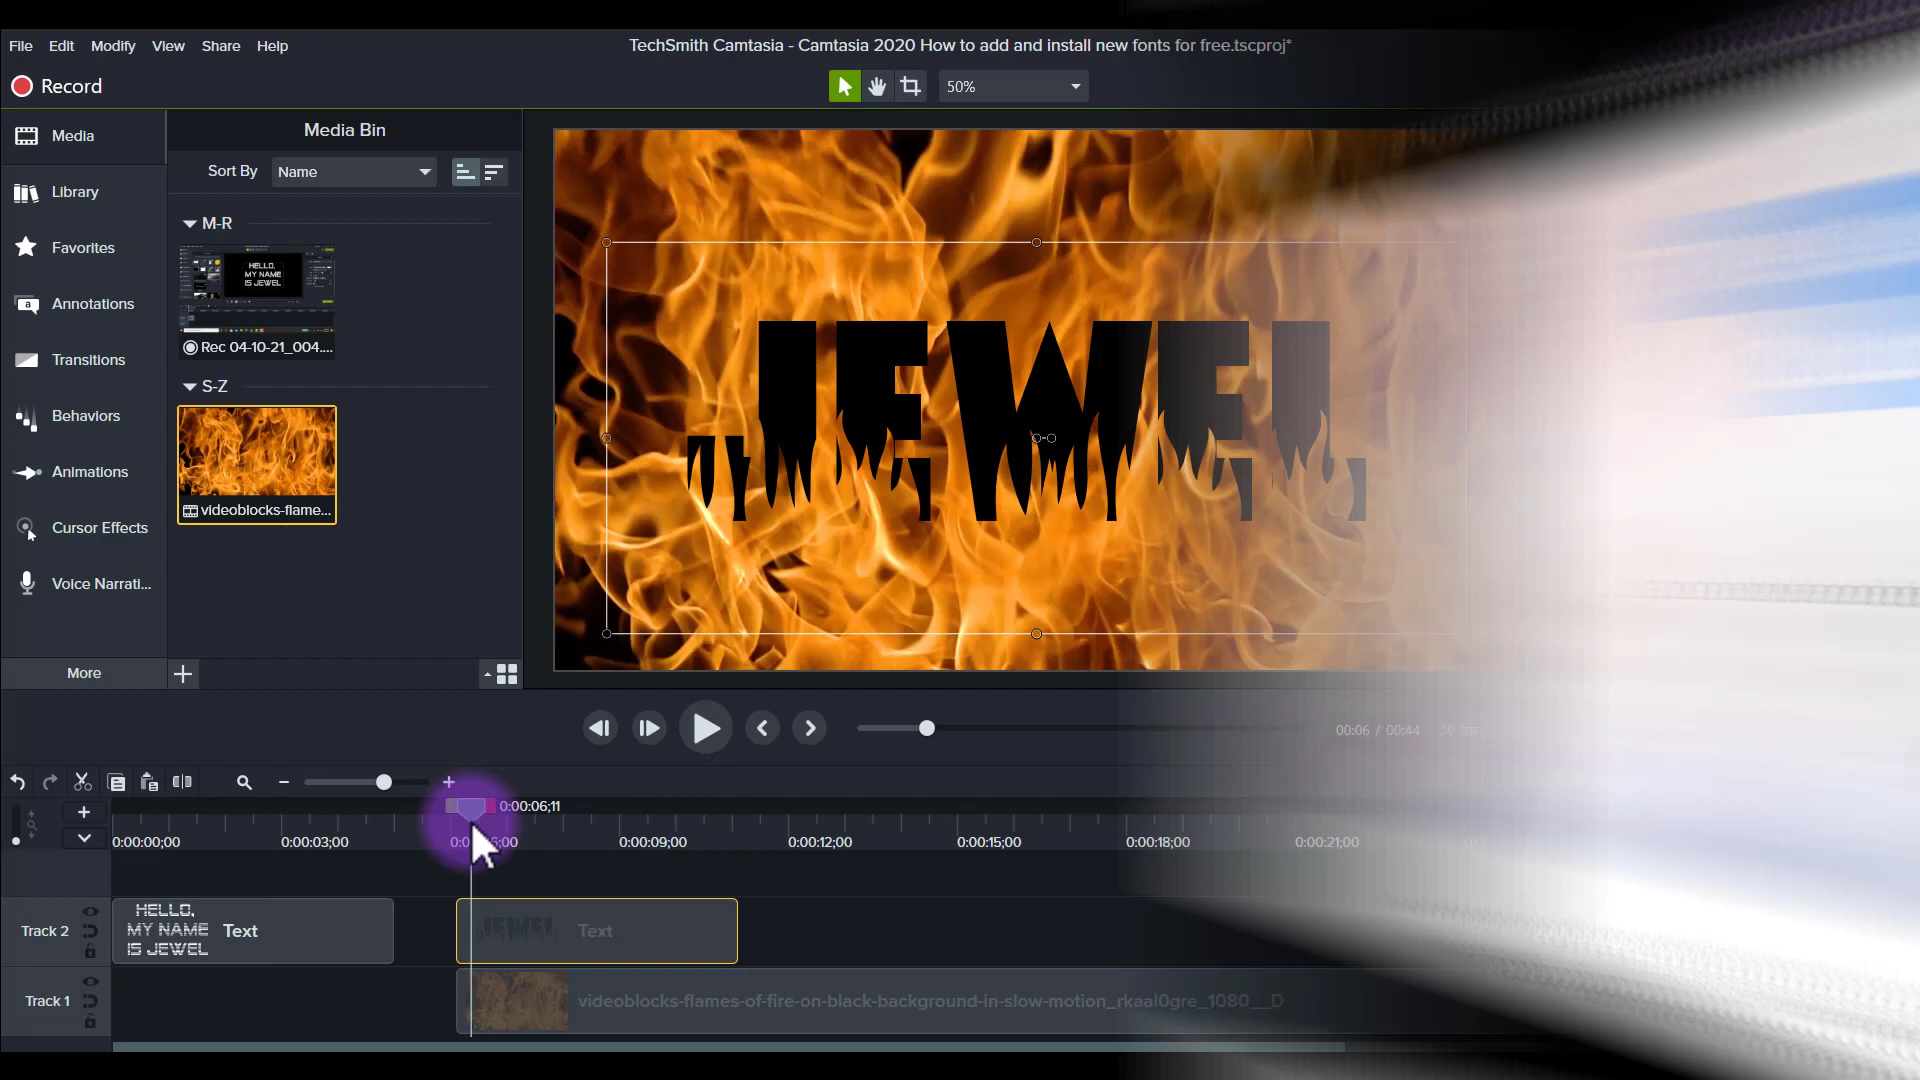 File Edit Modify View Share Help
TechSmith Camtasia - Camtasia 2020 How to add and install new fonts for free.tscproj*
Record
50%
Media
Library
Favorites
Annotations
Transitions
Behaviors
Animations
Cursor Effects
Voice Narrati...
More
Media Bin
Sort By Name
M-R
HELLO,
MY NAME
IS JEWEL
Rec 04-10-21_004....
S-Z
videoblocks-flame...
JEWEL
00:06 / 00:44 30 fps
0:00:06;11
0:00:00;00 0:00:03;00 0:00:09;00 0:00:12;00 0:00:15;00 0:00:18;00 0:00:21;00
Track 2
HELLO,
MY NAME
IS JEWEL
Text
JEWEL
Text
Track 1
videoblocks-flames-of-fire-on-black-background-in-slow-motion_rkaal0gre_1080__D